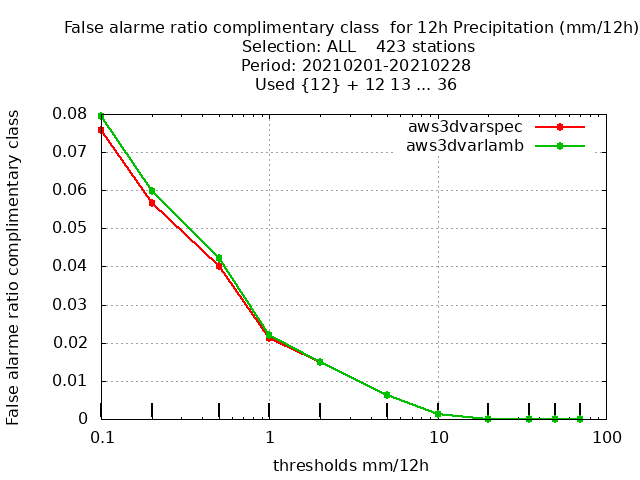 False alarme ratio complimentary class  for 12h Precipitation (mm/12h)
Selection: ALL    423 stations
Period: 20210201-20210228
Used {12} + 12 13 ... 36
False alarme ratio complimentary class
0.08
0.07
0.06
0.05
0.04
0.03
0.02
0.01
0
aws3dvarspec
aws3dvarlamb
0.1 1 10 100
thresholds mm/12h